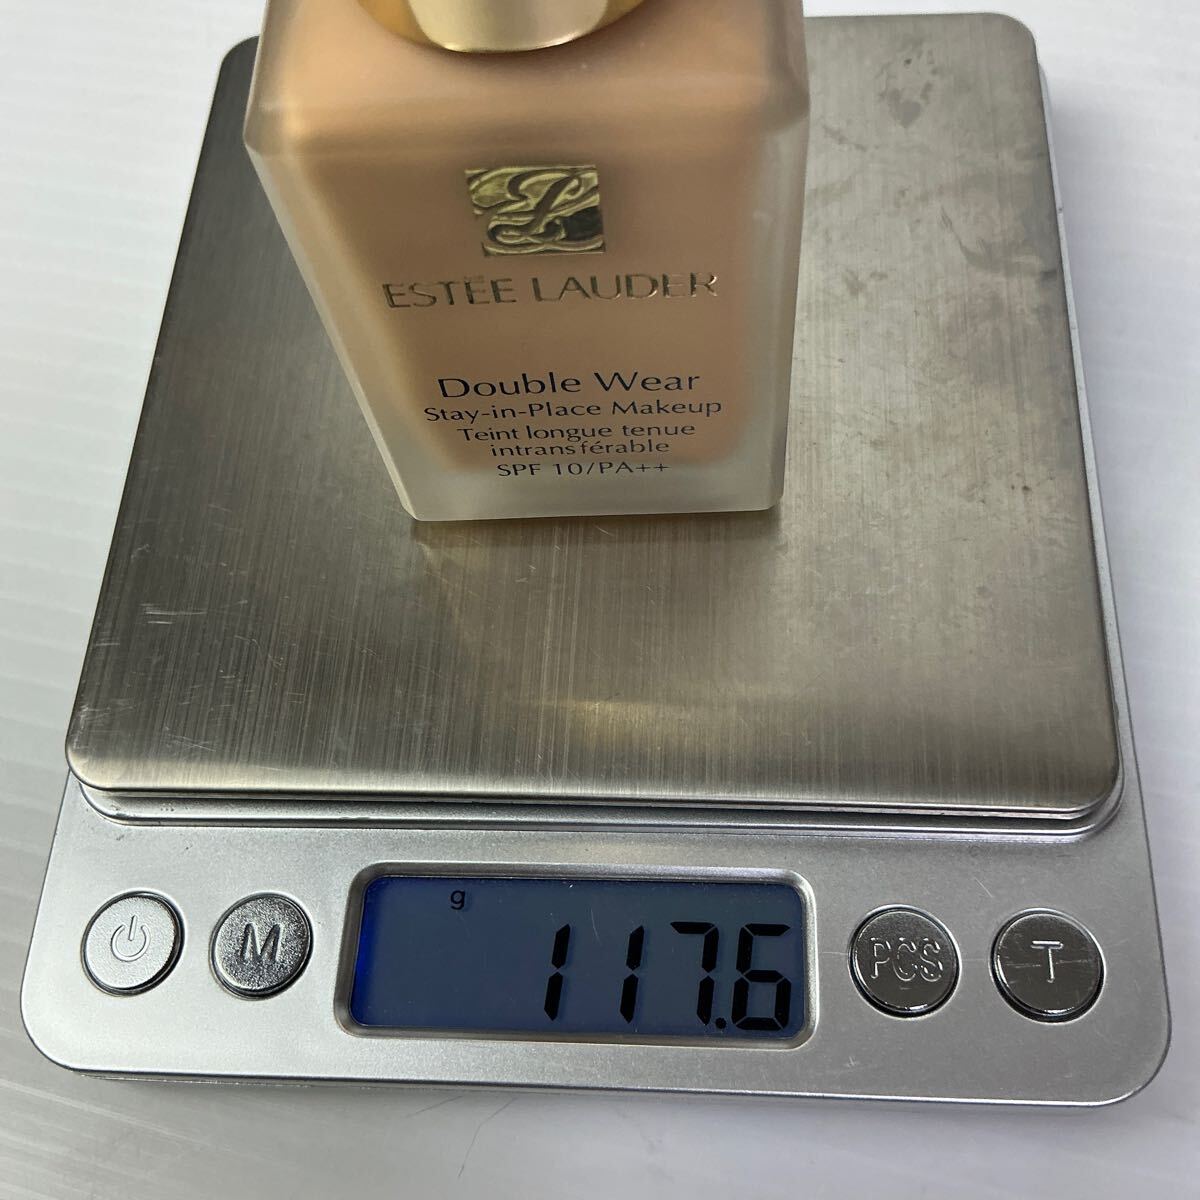 ESTĒE LAUDER
Double Wear
Stay-in-Place Makeup
Teint longue tenue
intransférable
SPF 10/PA++
g
117.6
M
PCS
T